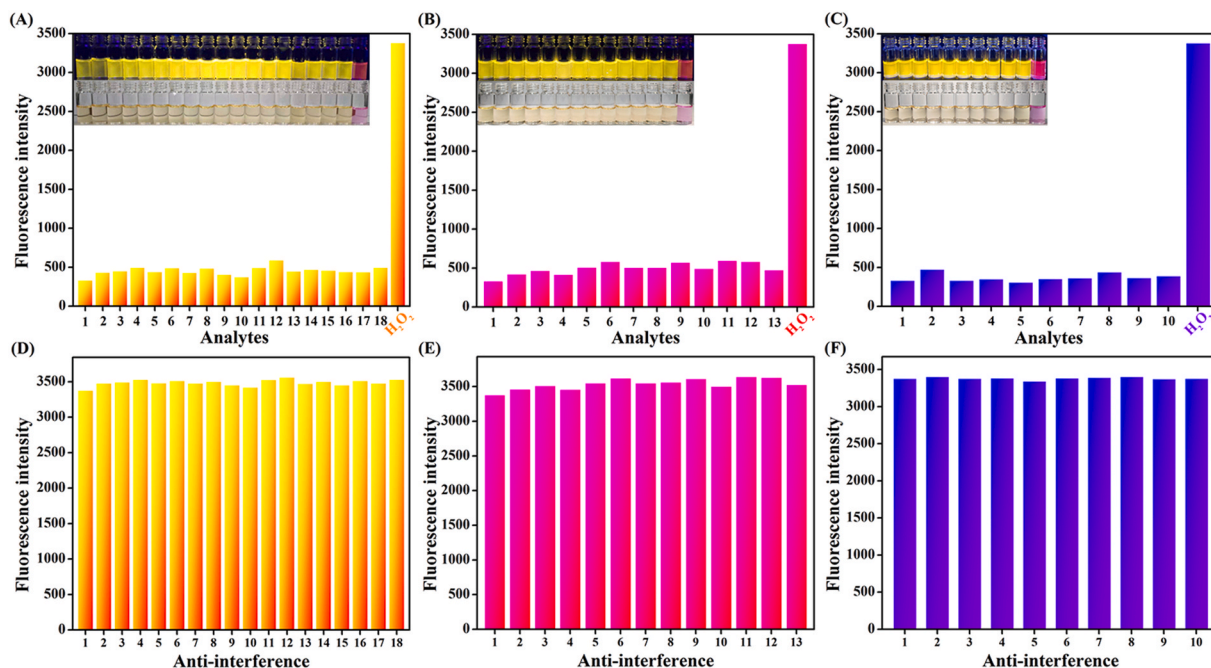 (A)
3500
3000
2500
2000
1500
1000
500
0
Fluorescence intensity
1 2 3 4 5 6 7 8 9 10 11 12 13 14 15 16 17 18 H₂O₂
Analytes
(B)
3500
3000
2500
2000
1500
1000
500
0
Fluorescence intensity
1 2 3 4 5 6 7 8 9 10 11 12 13 H₂O₂
Analytes
(C)
3500
3000
2500
2000
1500
1000
500
0
Fluorescence intensity
1 2 3 4 5 6 7 8 9 10 H₂O₂
Analytes
(D)
3500
3000
2500
2000
1500
1000
500
0
Fluorescence intensity
1 2 3 4 5 6 7 8 9 10 11 12 13 14 15 16 17 18
Anti-interference
(E)
3500
3000
2500
2000
1500
1000
500
0
Fluorescence intensity
1 2 3 4 5 6 7 8 9 10 11 12 13
Anti-interference
(F)
3500
3000
2500
2000
1500
1000
500
0
Fluorescence intensity
1 2 3 4 5 6 7 8 9 10
Anti-interference